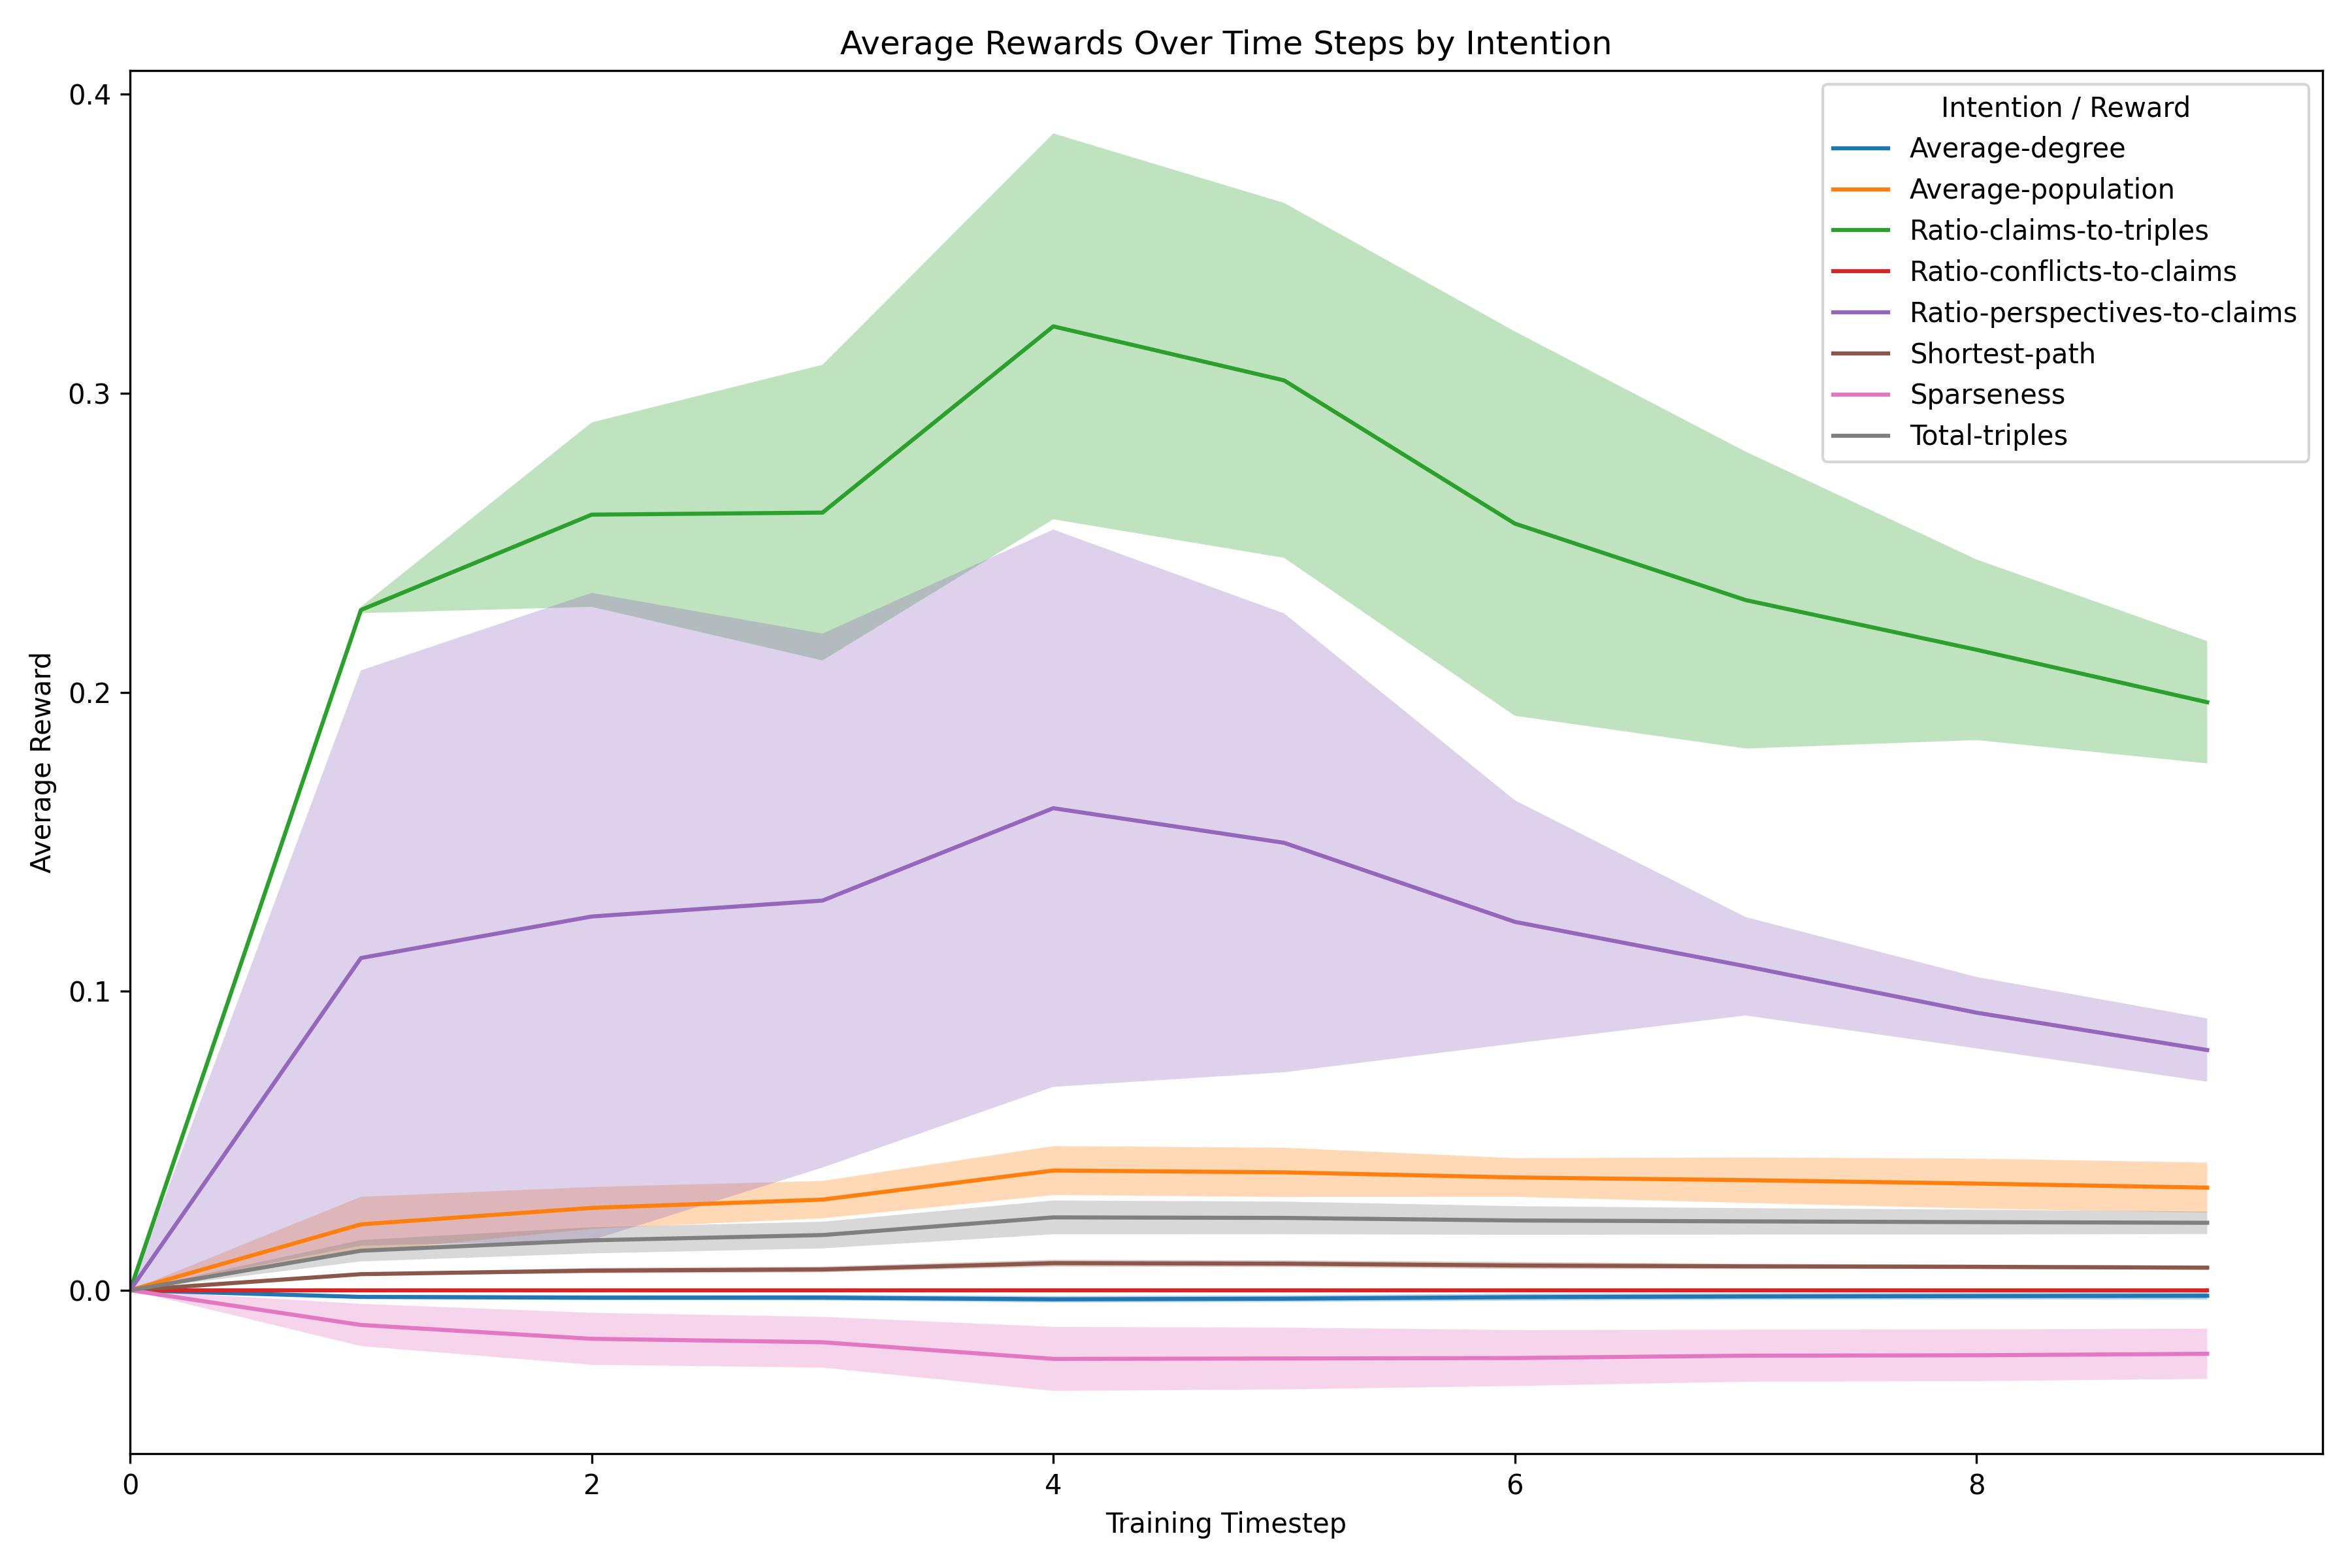 Average Rewards Over Time Steps by Intention
0.4
0.3
0.2
0.1
0.0
Average Reward
0
2
4
6
8
Training Timestep
Intention / Reward
Average-degree
Average-population
Ratio-claims-to-triples
Ratio-conflicts-to-claims
Ratio-perspectives-to-claims
Shortest-path
Sparseness
Total-triples